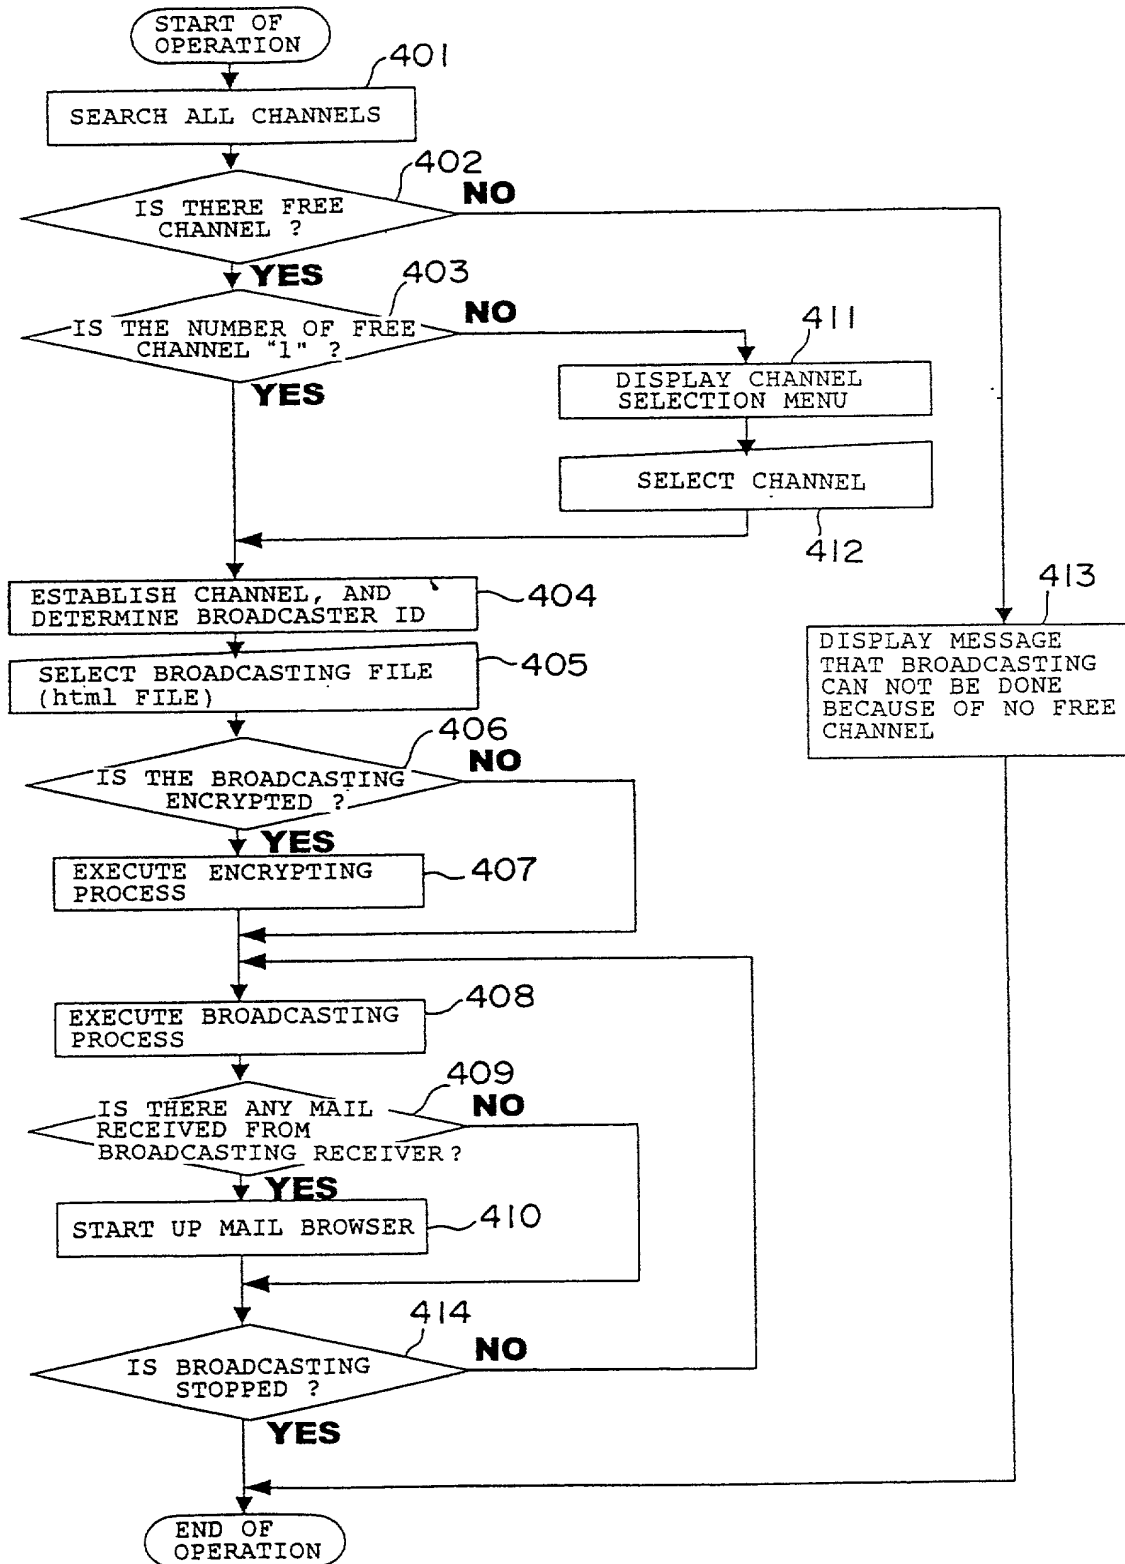 START OF
OPERATION
401
SEARCH ALL CHANNELS
402
NO
IS THERE FREE
CHANNEL ?
YES
403
NO
IS THE NUMBER OF FREE
CHANNEL "1" ?
YES
411
DISPLAY CHANNEL
SELECTION MENU
SELECT CHANNEL
412
ESTABLISH CHANNEL, AND
DETERMINE BROADCASTER ID
404
413
DISPLAY MESSAGE
THAT BROADCASTING
CAN NOT BE DONE
BECAUSE OF NO FREE
CHANNEL
SELECT BROADCASTING FILE
(html FILE)
405
406
NO
IS THE BROADCASTING
ENCRYPTED ?
YES
EXECUTE ENCRYPTING
PROCESS
407
EXECUTE BROADCASTING
PROCESS
408
409
NO
IS THERE ANY MAIL
RECEIVED FROM
BROADCASTING RECEIVER?
YES
START UP MAIL BROWSER
410
414
NO
IS BROADCASTING
STOPPED ?
YES
END OF
OPERATION